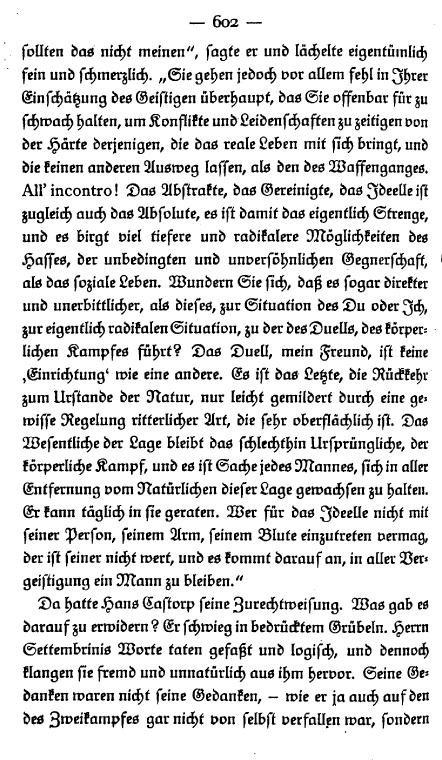 — 602 —
sollten das nicht meinen“, sagte er und lächelte eigentümlich
fein und schmerzlich. „Sie gehen jedoch vor allem fehl in Ihrer
Einschätzung des Geistigen überhaupt, das Sie offenbar für zu
schwach halten, um Konflikte und Leidenschaften zu zeitigen von
der Härte derjenigen, die das reale Leben mit sich bringt, und
die keinen anderen Ausweg lassen, als den des Waffenganges.
All’ incontro! Das Abstrakte, das Gereinigte, das Ideelle ist
zugleich auch das Absolute, es ist damit das eigentlich Strenge,
und es birgt viel tiefere und radikalere Möglichkeiten des
Hasses, der unbedingten und unversöhnlichen Gegnerschaft,
als das soziale Leben. Wundern Sie sich, daß es sogar direkter
und unerbittlicher, als dieses, zur Situation des Du oder Ich,
zur eigentlich radikalen Situation, zu der des Duells, des körper-
lichen Kampfes führt? Das Duell, mein Freund, ist keine
‚Einrichtung‘ wie eine andere. Es ist das Letzte, die Rückkehr
zum Urstande der Natur, nur leicht gemildert durch eine ge-
wisse Regelung ritterlicher Art, die sehr oberflächlich ist. Das
Wesentliche der Lage bleibt das schlechthin Ursprüngliche, der
körperliche Kampf, und es ist Sache jedes Mannes, sich in aller
Entfernung vom Natürlichen dieser Lage gewachsen zu halten.
Er kann täglich in sie geraten. Wer für das Ideelle nicht mit
seiner Person, seinem Arm, seinem Blute einzutreten vermag,
der ist seiner nicht wert, und es kommt darauf an, in aller Ver-
geistigung ein Mann zu bleiben.“
Da hatte Hans Castorp seine Zurechtweisung. Was gab es
darauf zu erwidern? Er schwieg in bedrücktem Grübeln. Herrn
Settembrinis Worte taten gefaßt und logisch, und dennoch
klangen sie fremd und unnatürlich aus ihm hervor. Seine Ge-
danken waren nicht seine Gedanken, – wie er ja auch auf den
des Zweikampfes gar nicht von selbst verfallen war, sondern